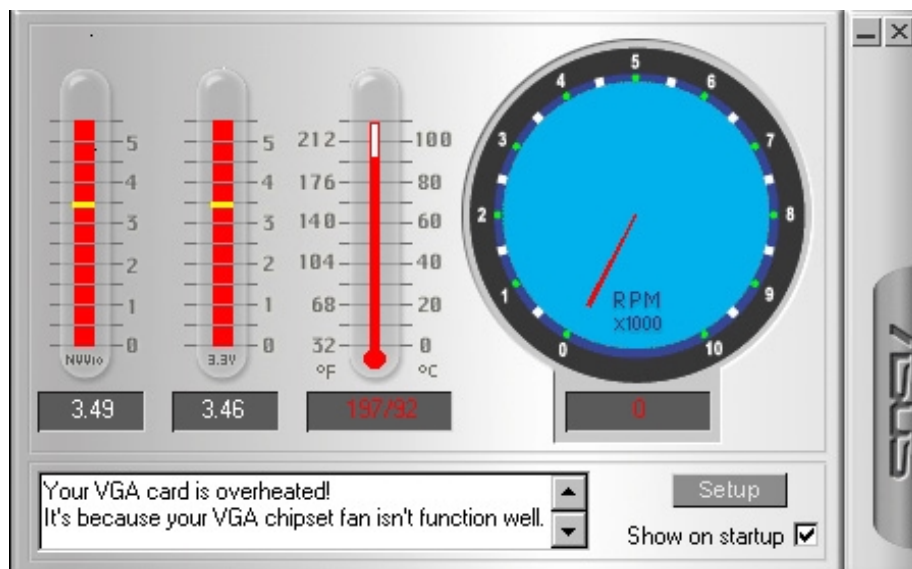 5
4
3
2
1
0
NVVio
3.49
5
4
3
2
1
0
3.3V
3.46
212 100
176 80
140 60
104 40
68 20
32 0
°F °C
197/92
0 1 2 3 4 5 6 7 8 9 10
RPM
x1000
0
ASUS
Your VGA card is overheated!
It's because your VGA chipset fan isn't function well.
Setup
Show on startup